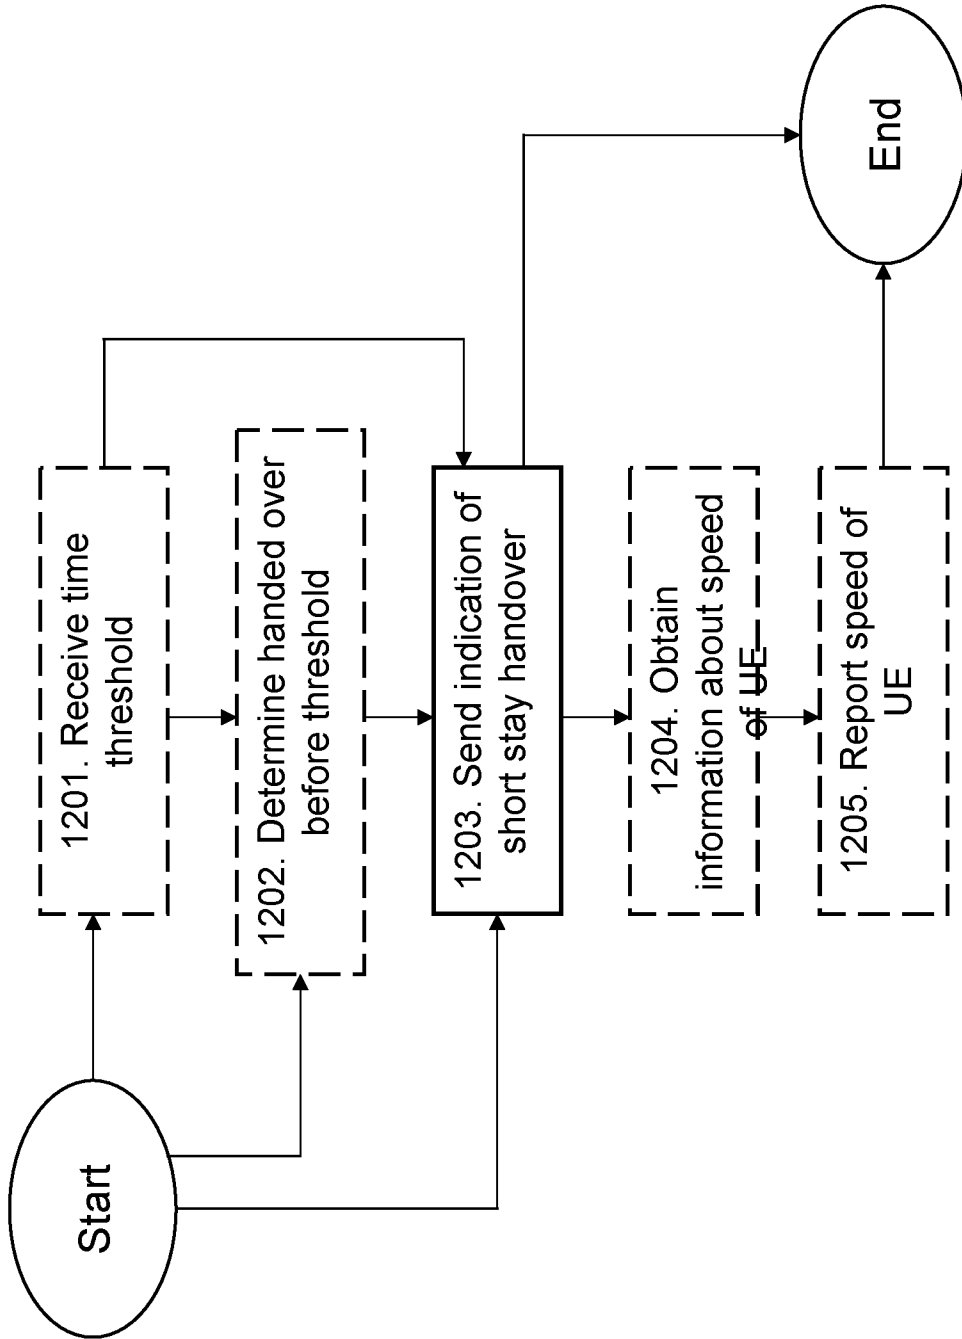 Start
1201. Receive time
threshold
1202. Determine handed over
before threshold
1203. Send indication of
short stay handover
1204. Obtain
information about speed
of UE
1205. Report speed of
UE
End